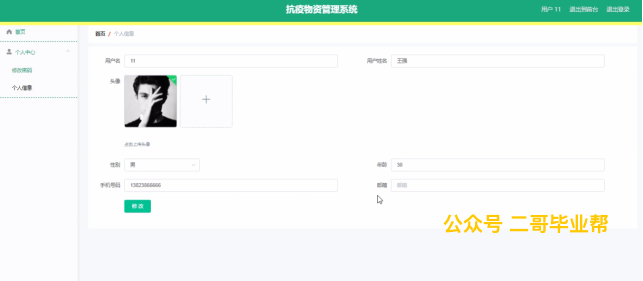 抗疫物资管理系统
用户 11 退出到前台 退出登录
首页
首页 / 个人信息
个人中心
修改密码
个人信息
用户名 11 用户姓名 王强
头像
点击上传头像
性别 男 年龄 30
手机号码 13823888888 邮箱 邮箱
修改
公众号 二哥毕业帮